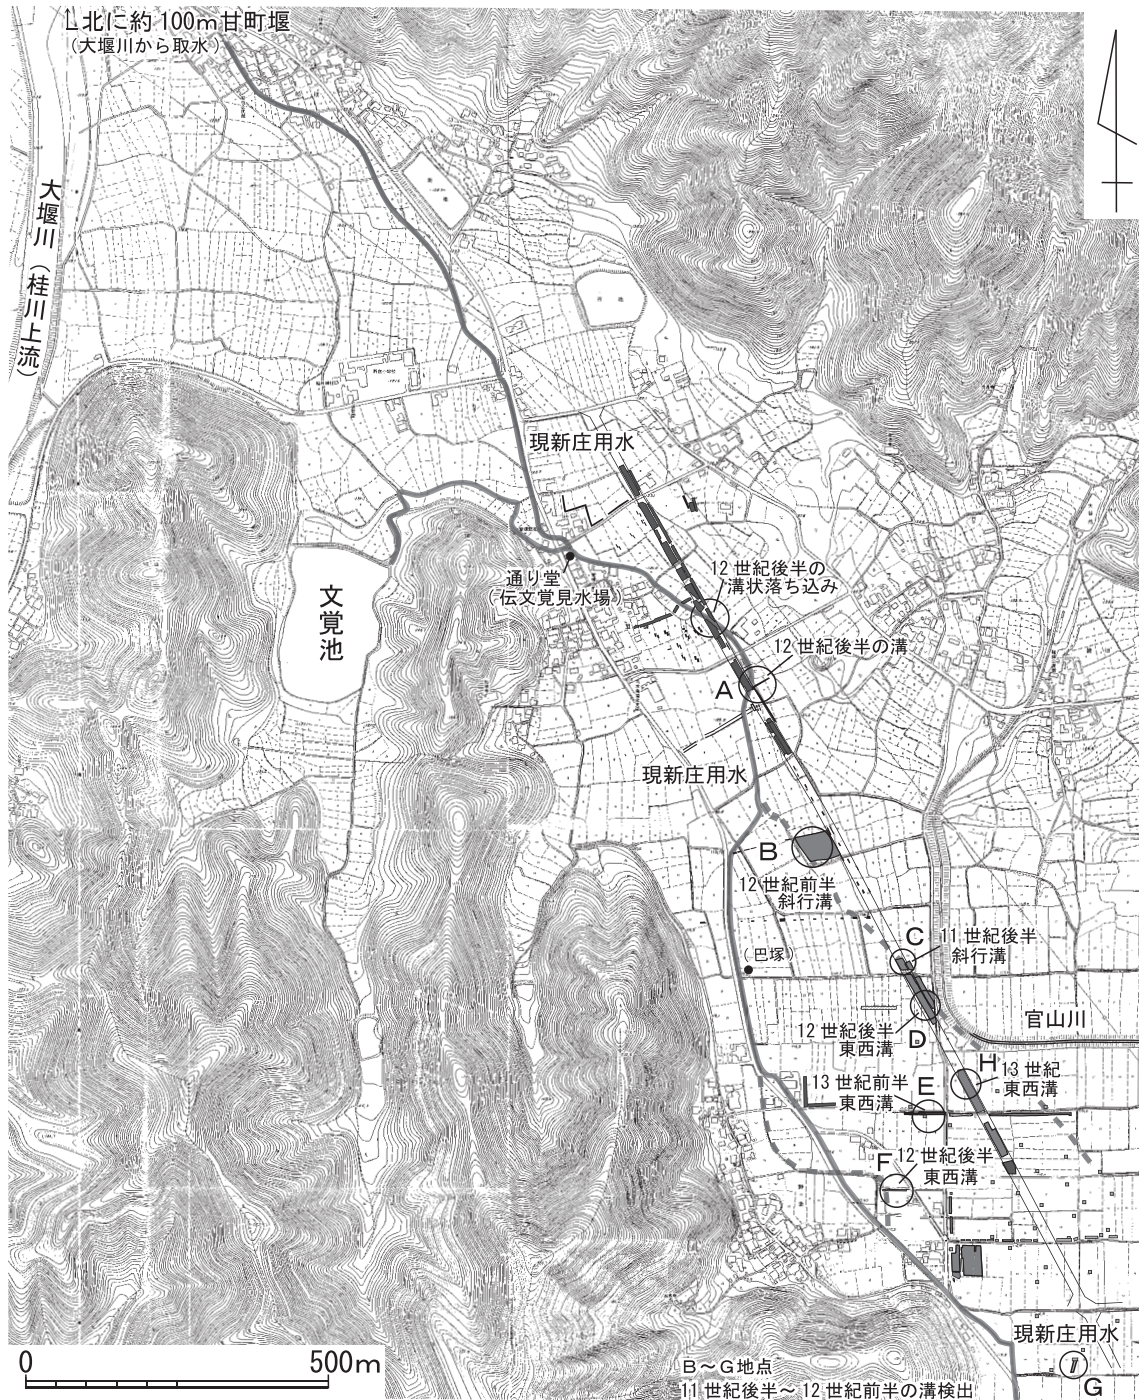 ↑北に約100m甘町堰
(大堰川から取水)
大堰川(桂川上流)
現新庄用水
通り堂
(伝文覚見水場)
文覚池
12世紀後半の
溝状落ち込み
12世紀後半の溝
A
現新庄用水
B
12世紀前半
斜行溝
C
11世紀後半
斜行溝
(巴塚)
12世紀後半
東西溝
D
官山川
H
13世紀
東西溝
13世紀前半
東西溝
E
F
12世紀後半
東西溝
現新庄用水
G
0 500m
B～G地点
11世紀後半～12世紀前半の溝検出